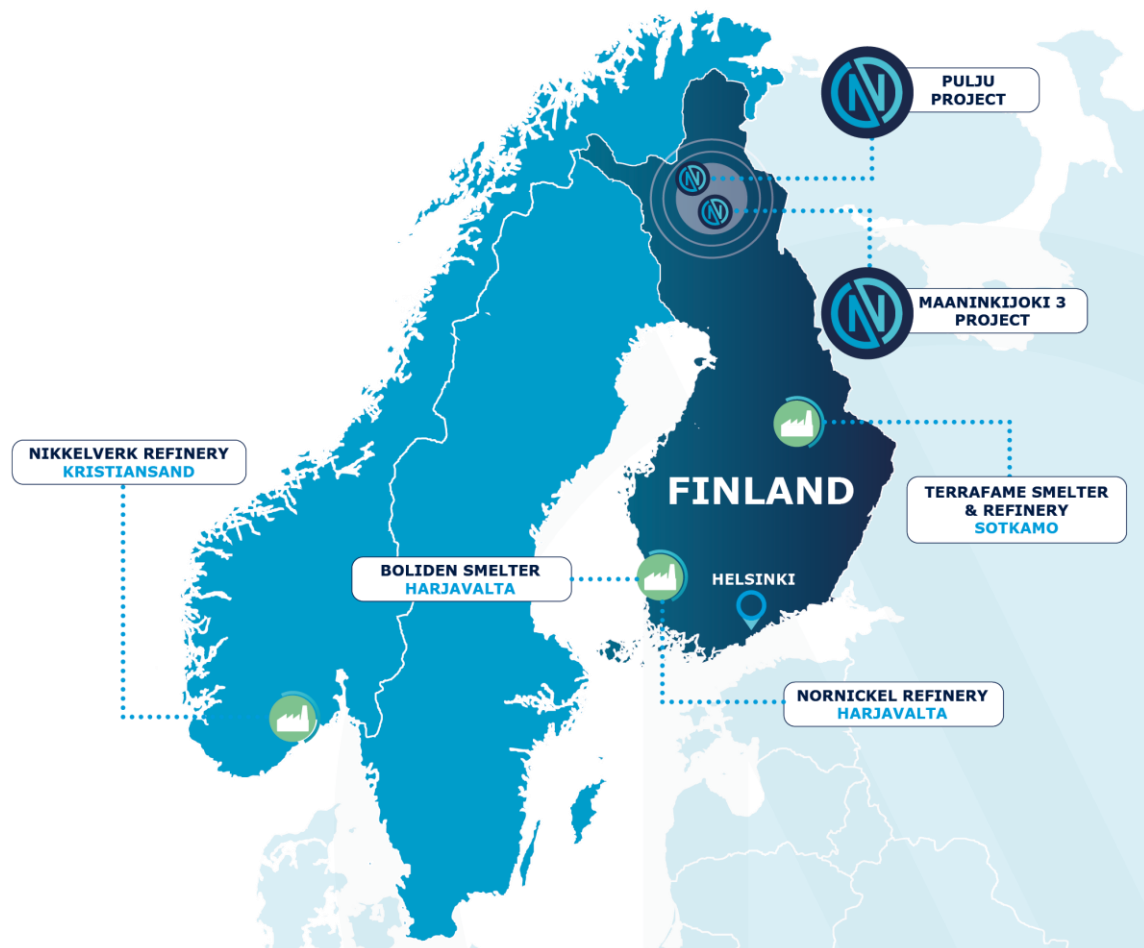 PULJU
PROJECT
MAANINKIJOKI 3
PROJECT
NIKKELVERK REFINERY
KRISTIANSAND
FINLAND
TERRAFAME SMELTER
& REFINERY
SOTKAMO
BOLIDEN SMELTER
HARJAVALTA
HELSINKI
NORNICKEL REFINERY
HARJAVALTA